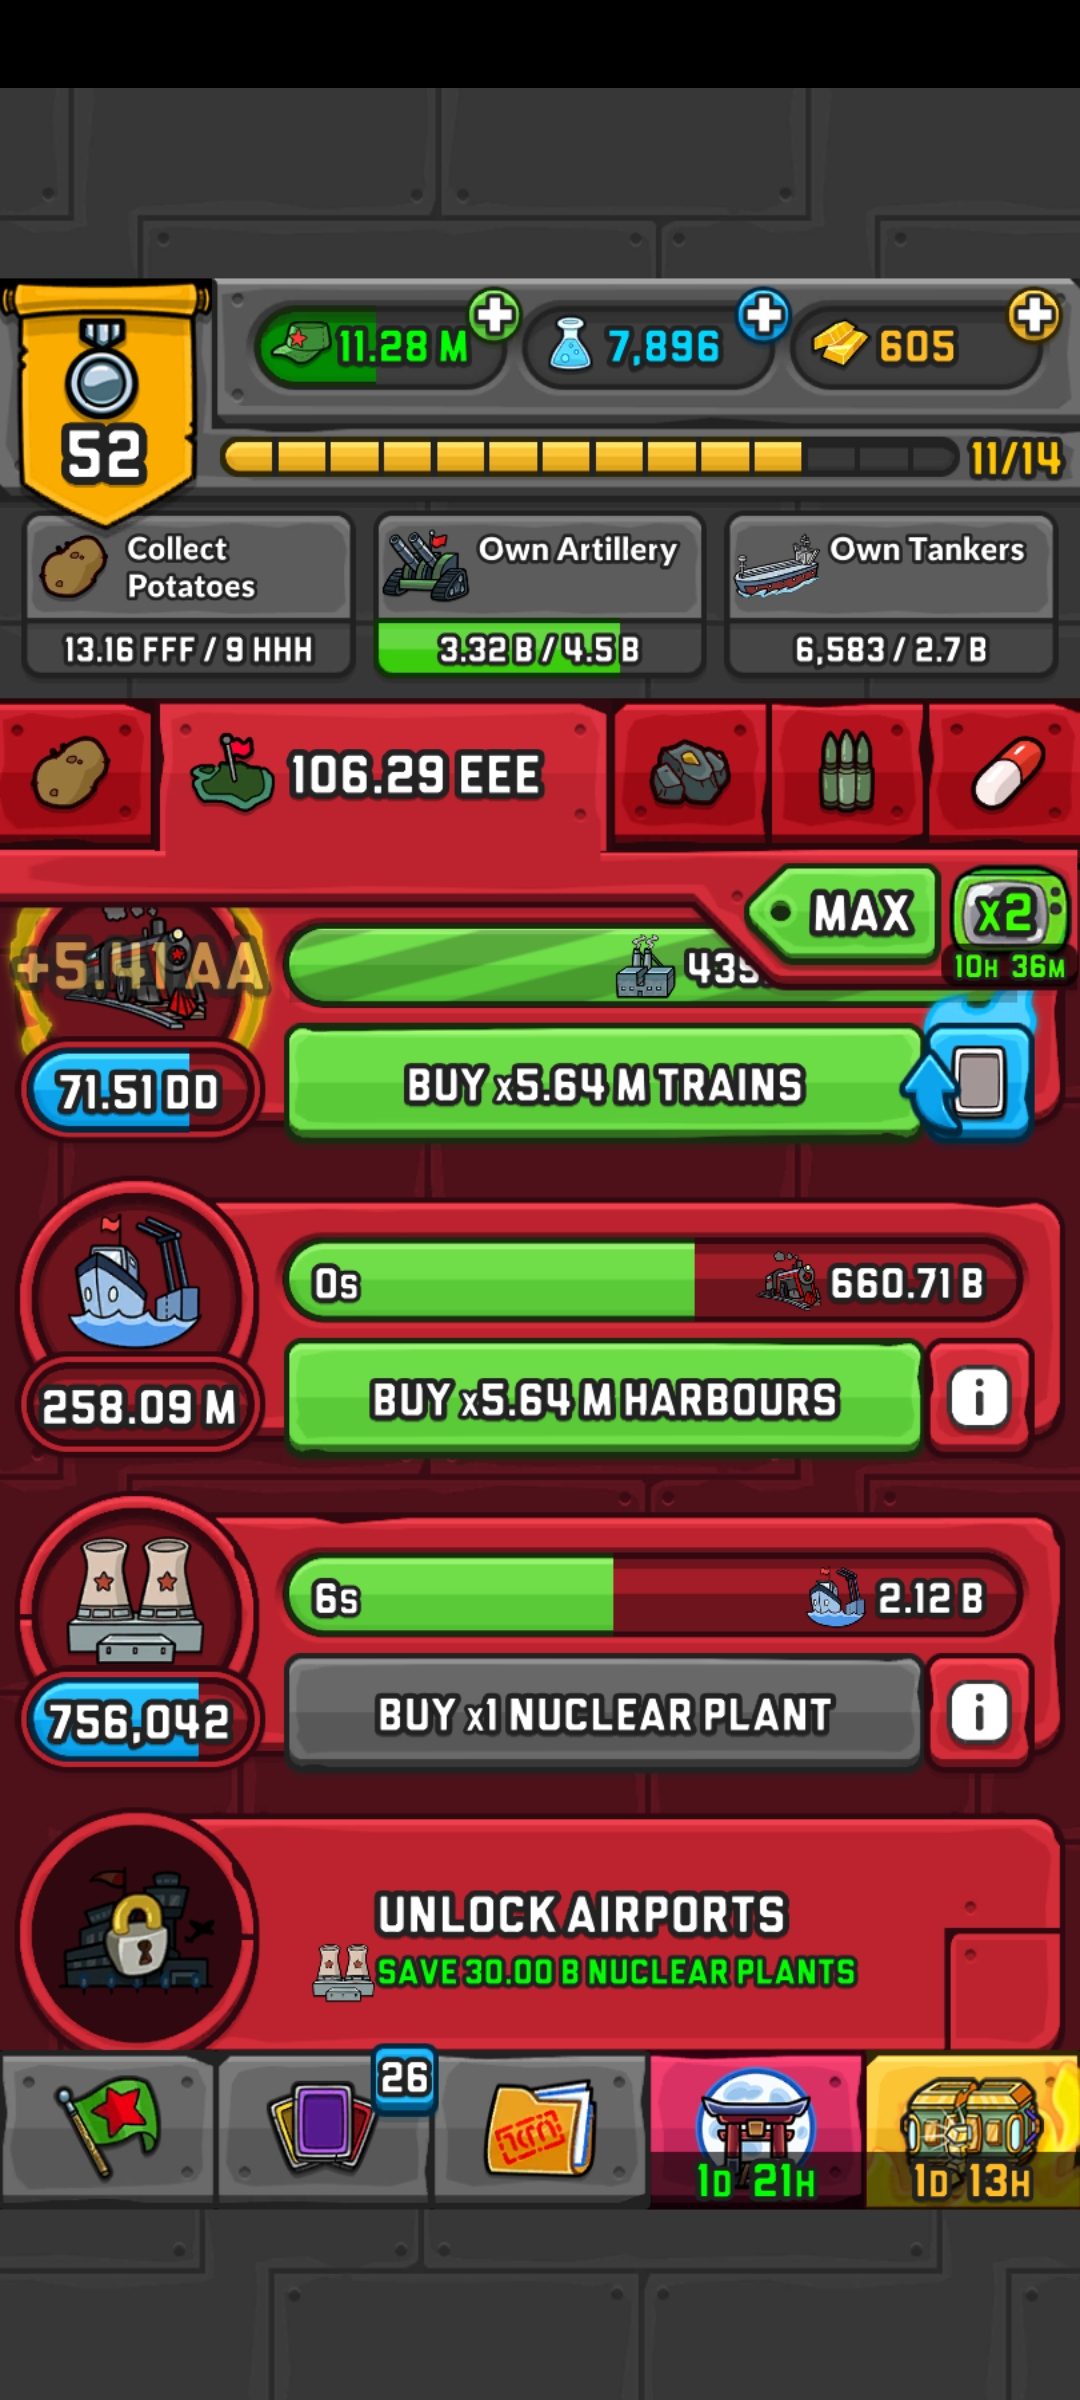 11.28 M
7,896
605
52
11/14
Collect
Potatoes
13.16 FFF / 9 HHH
Own Artillery
3.32 B / 4.5 B
Own Tankers
6,583 / 2.7 B
106.29 EEE
MAX
x2
10H 36M
+5.41 AA
435
71.51 DD
BUY x5.64 M TRAINS
0s
660.71 B
258.09 M
BUY x5.64 M HARBOURS
i
6s
2.12 B
756,042
BUY x1 NUCLEAR PLANT
i
UNLOCK AIRPORTS
SAVE 30.00 B NUCLEAR PLANTS
26
1D 21H
1D 13H